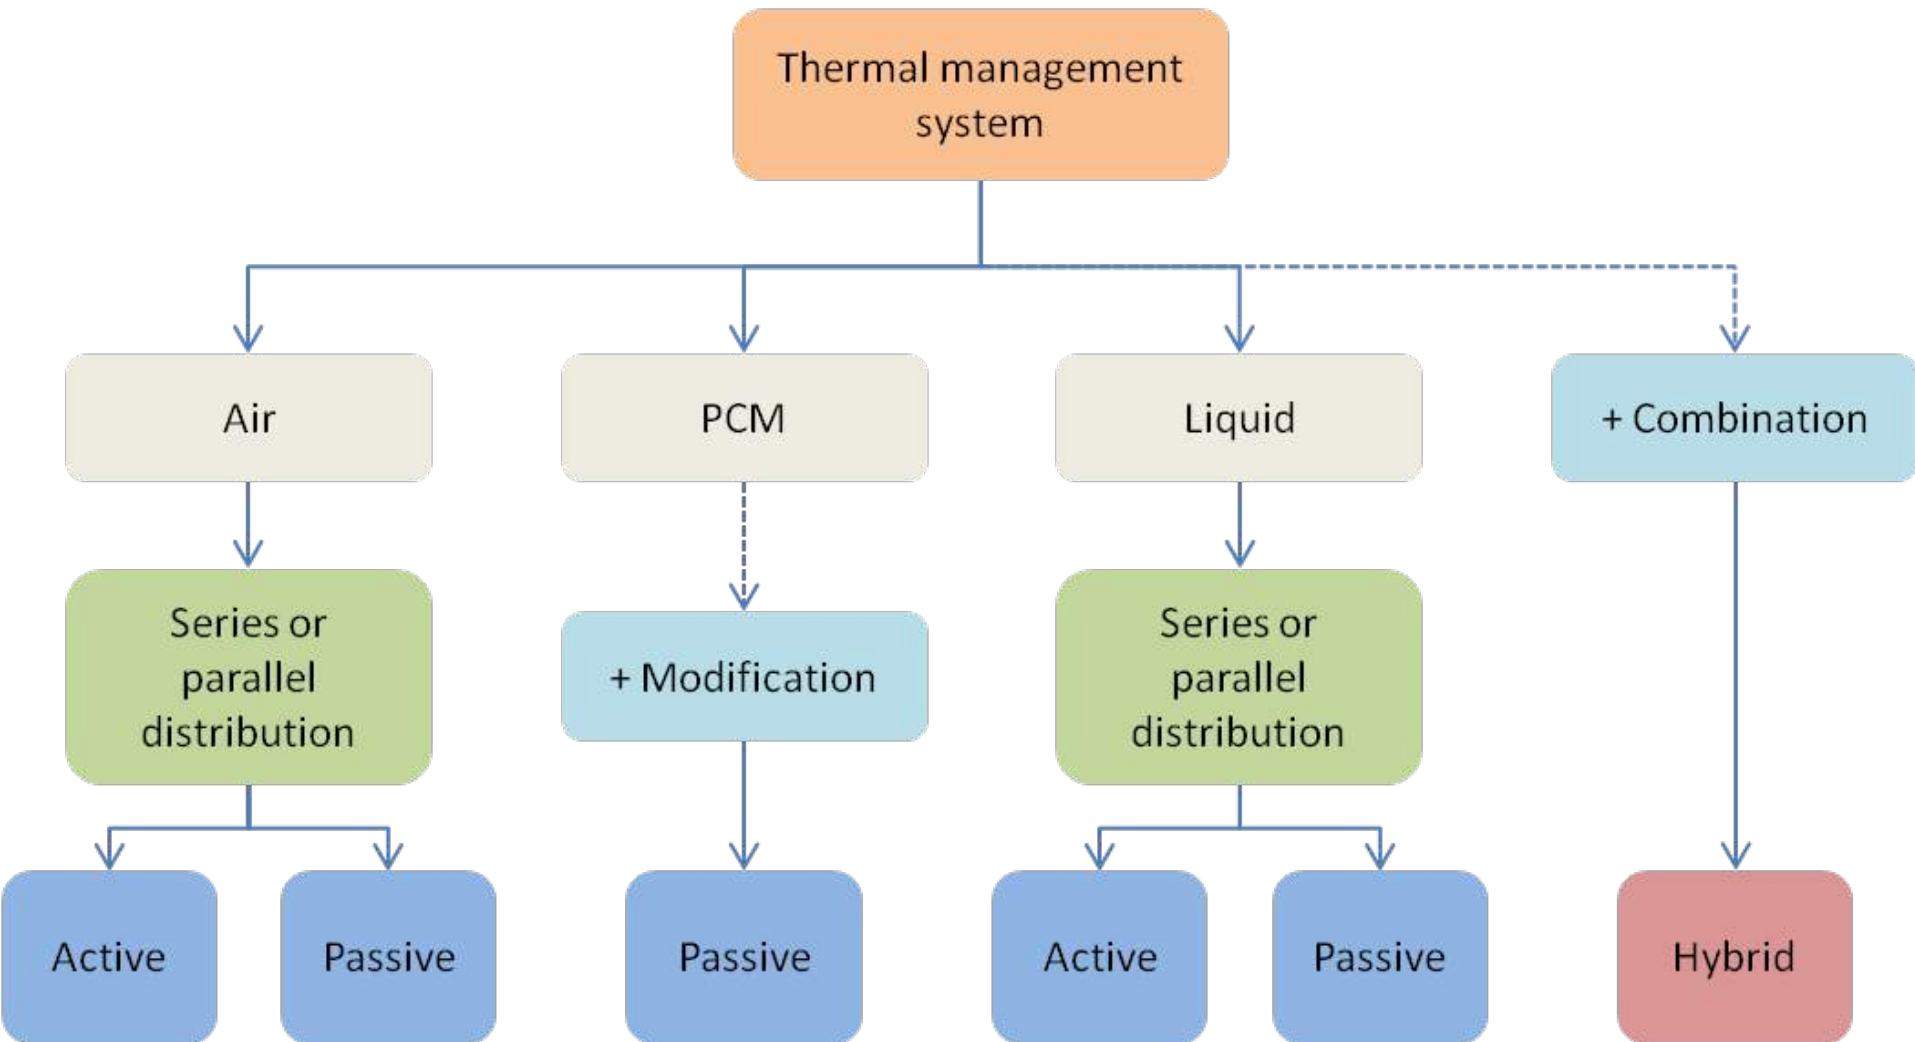 Thermal management
system
Air
PCM
Liquid
+ Combination
Series or
parallel
distribution
+ Modification
Series or
parallel
distribution
Active
Passive
Passive
Active
Passive
Hybrid